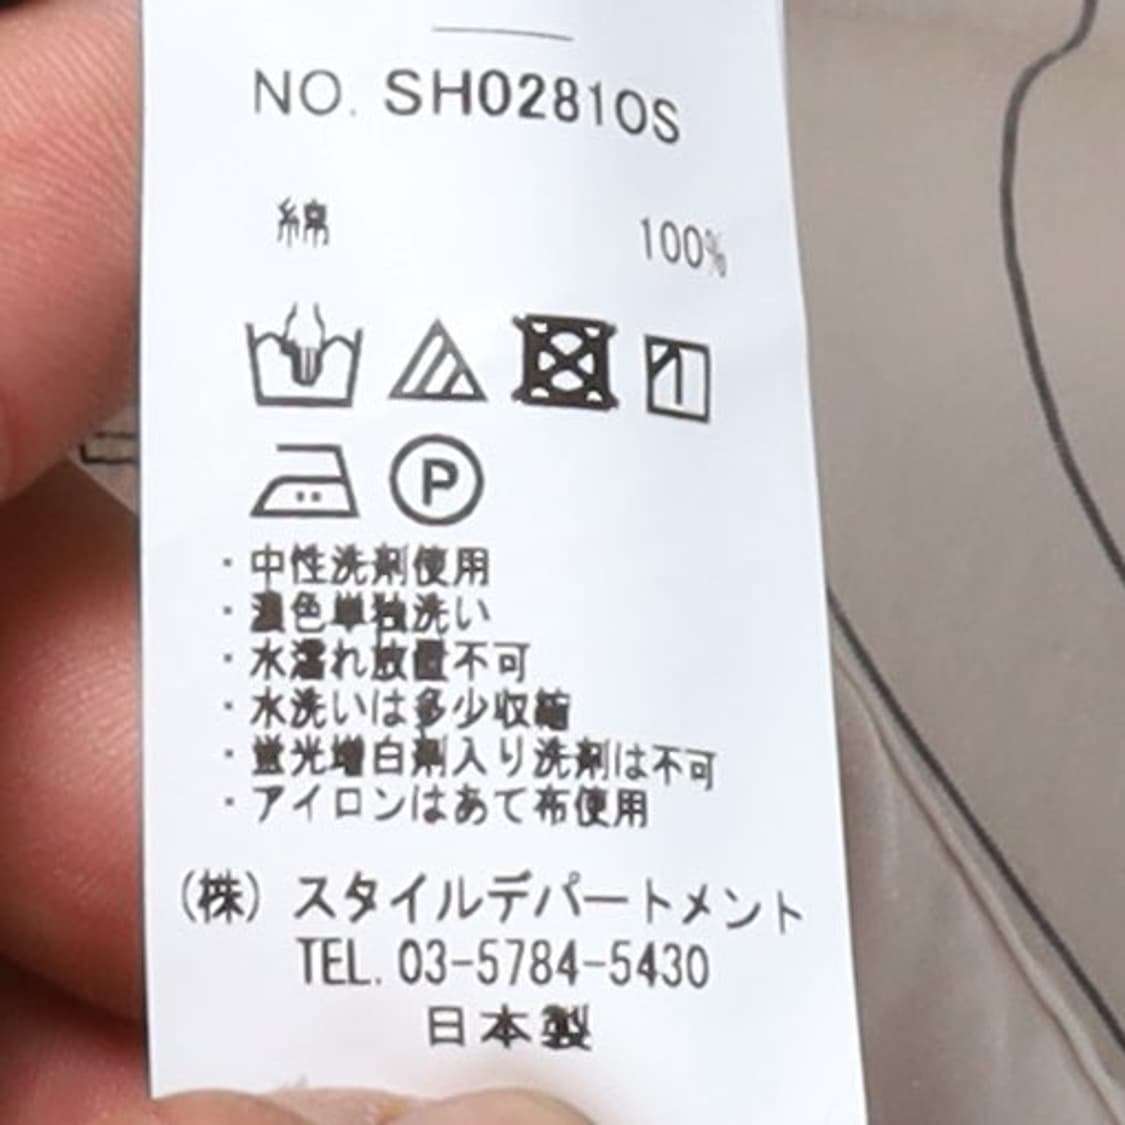 NO. SH0281OS
綿 100%
P
・中性洗剤使用
・濃色単独洗い
・水濡れ放置不可
・水洗いは多少収縮
・蛍光増白剤入り洗剤は不可
・アイロンはあて布使用
(株) スタイルデパートメント
TEL. 03-5784-5430
日本製